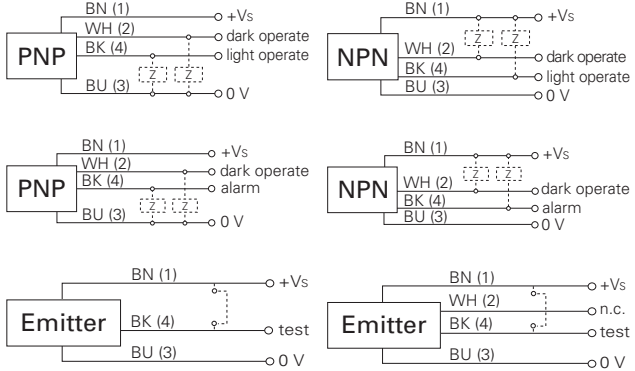 BN (1)
+Vs
WH (2)
dark operate
PNP
BK (4)
light operate
Z
Z
BU (3)
0 V
BN (1)
+Vs
Z
Z
NPN
WH (2)
dark operate
BK (4)
light operate
BU (3)
0 V
BN (1)
+Vs
WH (2)
dark operate
PNP
BK (4)
alarm
Z
Z
BU (3)
0 V
BN (1)
+Vs
Z
Z
NPN
WH (2)
dark operate
BK (4)
alarm
BU (3)
0 V
BN (1)
+Vs
Emitter
BK (4)
test
BU (3)
0 V
BN (1)
+Vs
WH (2)
n.c.
Emitter
BK (4)
test
BU (3)
0 V